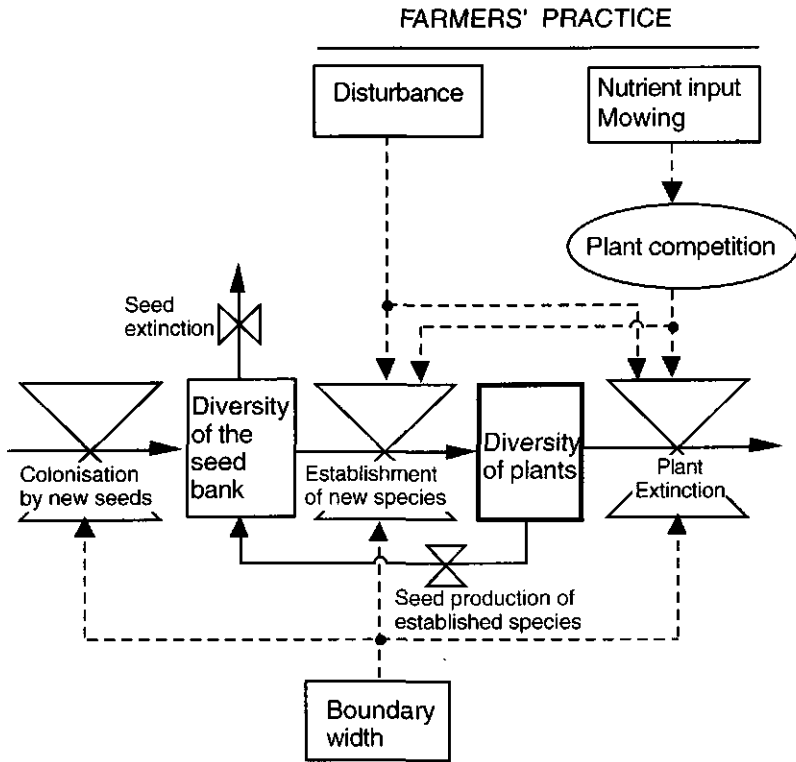 FARMERS' PRACTICE
Disturbance
Nutrient input
Mowing
Plant competition
Seed
extinction
Colonisation
by new seeds
Diversity
of the
seed
bank
Establishment
of new species
Diversity
of plants
Plant
Extinction
Seed production of
established species
Boundary
width